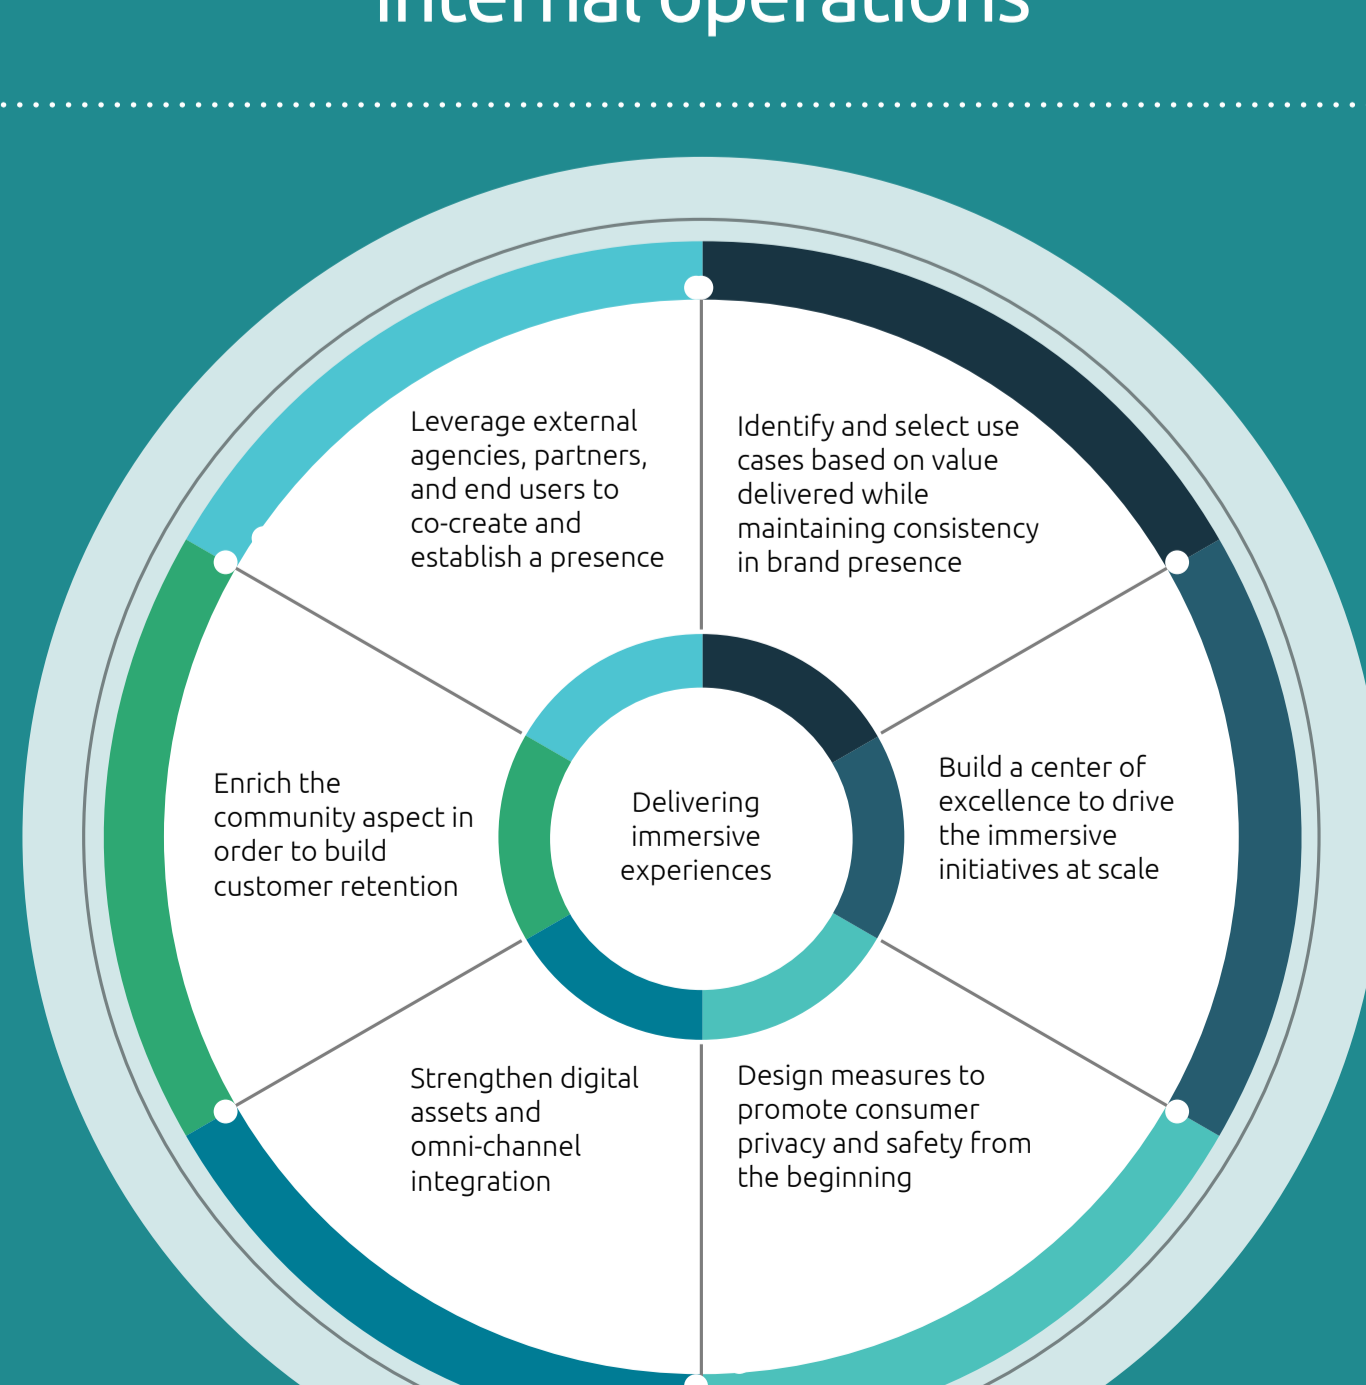 internal operations
Leverage external
agencies, partners,
and end users to
co-create and
establish a presence
Identify and select use
cases based on value
delivered while
maintaining consistency
in brand presence
Enrich the
community aspect in
order to build
customer retention
Delivering
immersive
experiences
Build a center of
excellence to drive
the immersive
initiatives at scale
Strengthen digital
assets and
omni-channel
integration
Design measures to
promote consumer
privacy and safety from
the beginning